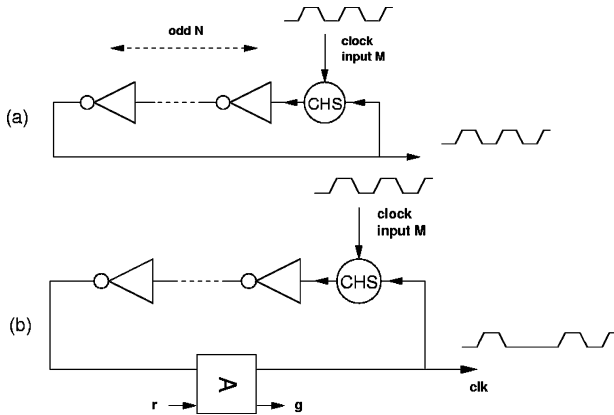 odd N
clock
input M
CHS
(a)
clock
input M
CHS
(b)
A
r
g
clk